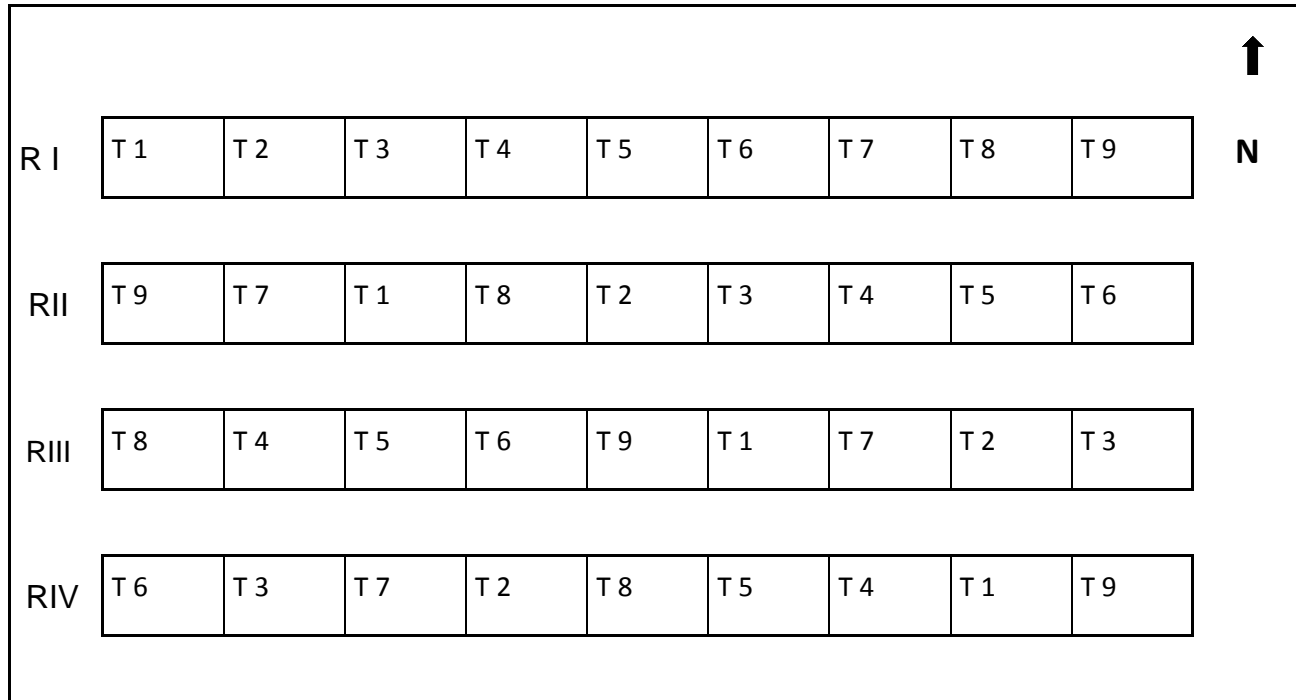 R I T 1 T 2 T 3 T 4 T 5 T 6 T 7 T 8 T 9 N
RII T 9 T 7 T 1 T 8 T 2 T 3 T 4 T 5 T 6
RIII T 8 T 4 T 5 T 6 T 9 T 1 T 7 T 2 T 3
RIV T 6 T 3 T 7 T 2 T 8 T 5 T 4 T 1 T 9